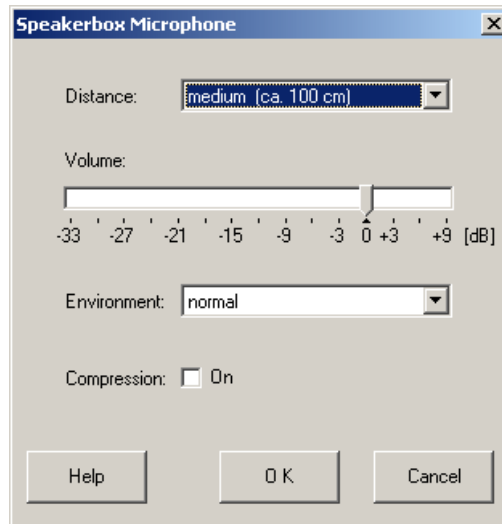 Speakerbox Microphone
Distance: medium (ca. 100 cm)
Volume:
-33 -27 -21 -15 -9 -3 0 +3 +9 [dB]
Environment: normal
Compression: On
Help O K Cancel